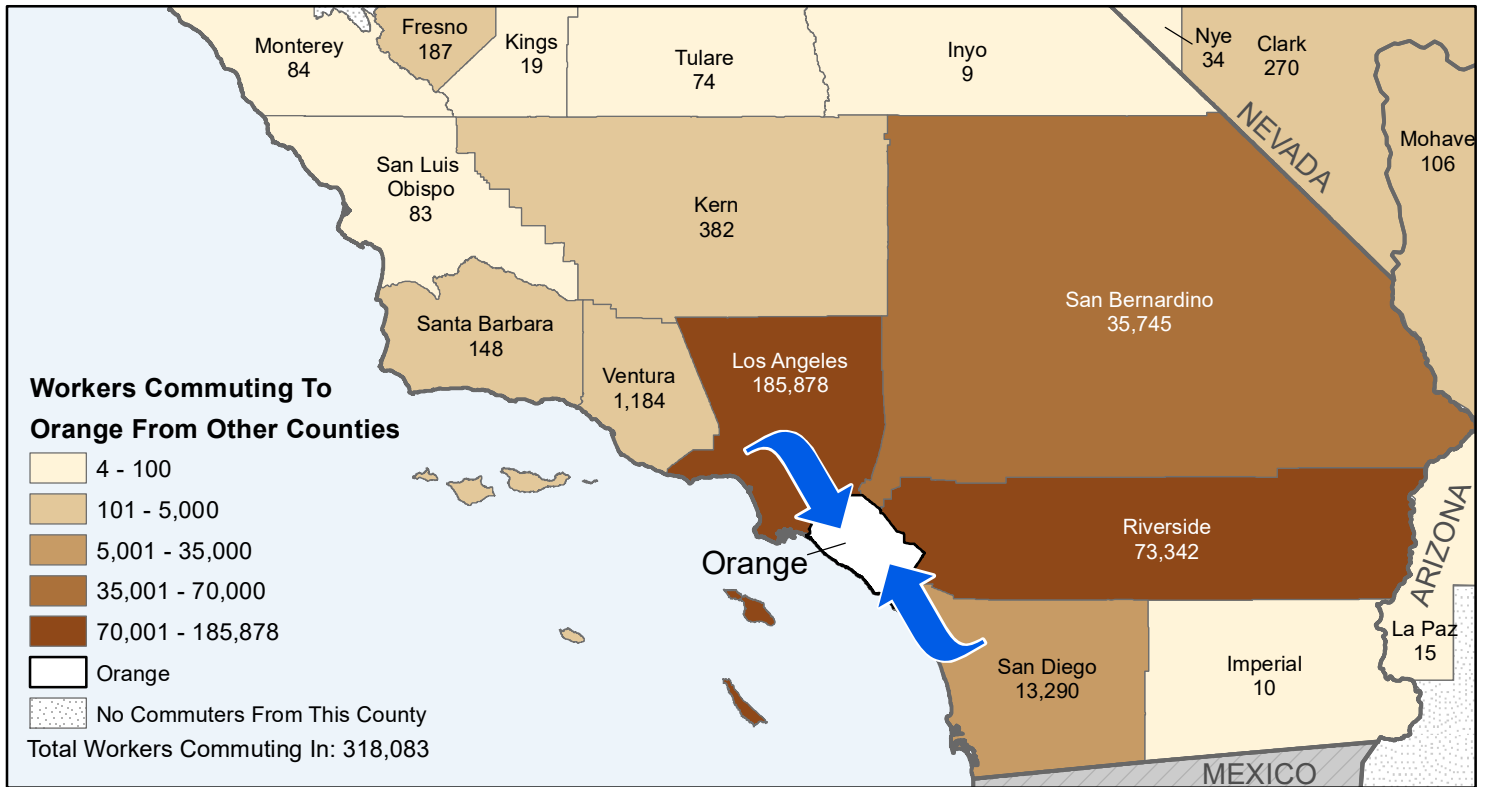 Monterey
84
Fresno
187
Kings
19
Tulare
74
Inyo
9
Nye
34
Clark
270
NEVADA
Mohave
106
San Luis
Obispo
83
Kern
382
San Bernardino
35,745
Santa Barbara
148
Ventura
1,184
Los Angeles
185,878
Orange
Riverside
73,342
ARIZONA
La Paz
15
San Diego
13,290
Imperial
10
MEXICO
Workers Commuting To
Orange From Other Counties
4 - 100
101 - 5,000
5,001 - 35,000
35,001 - 70,000
70,001 - 185,878
Orange
No Commuters From This County
Total Workers Commuting In: 318,083